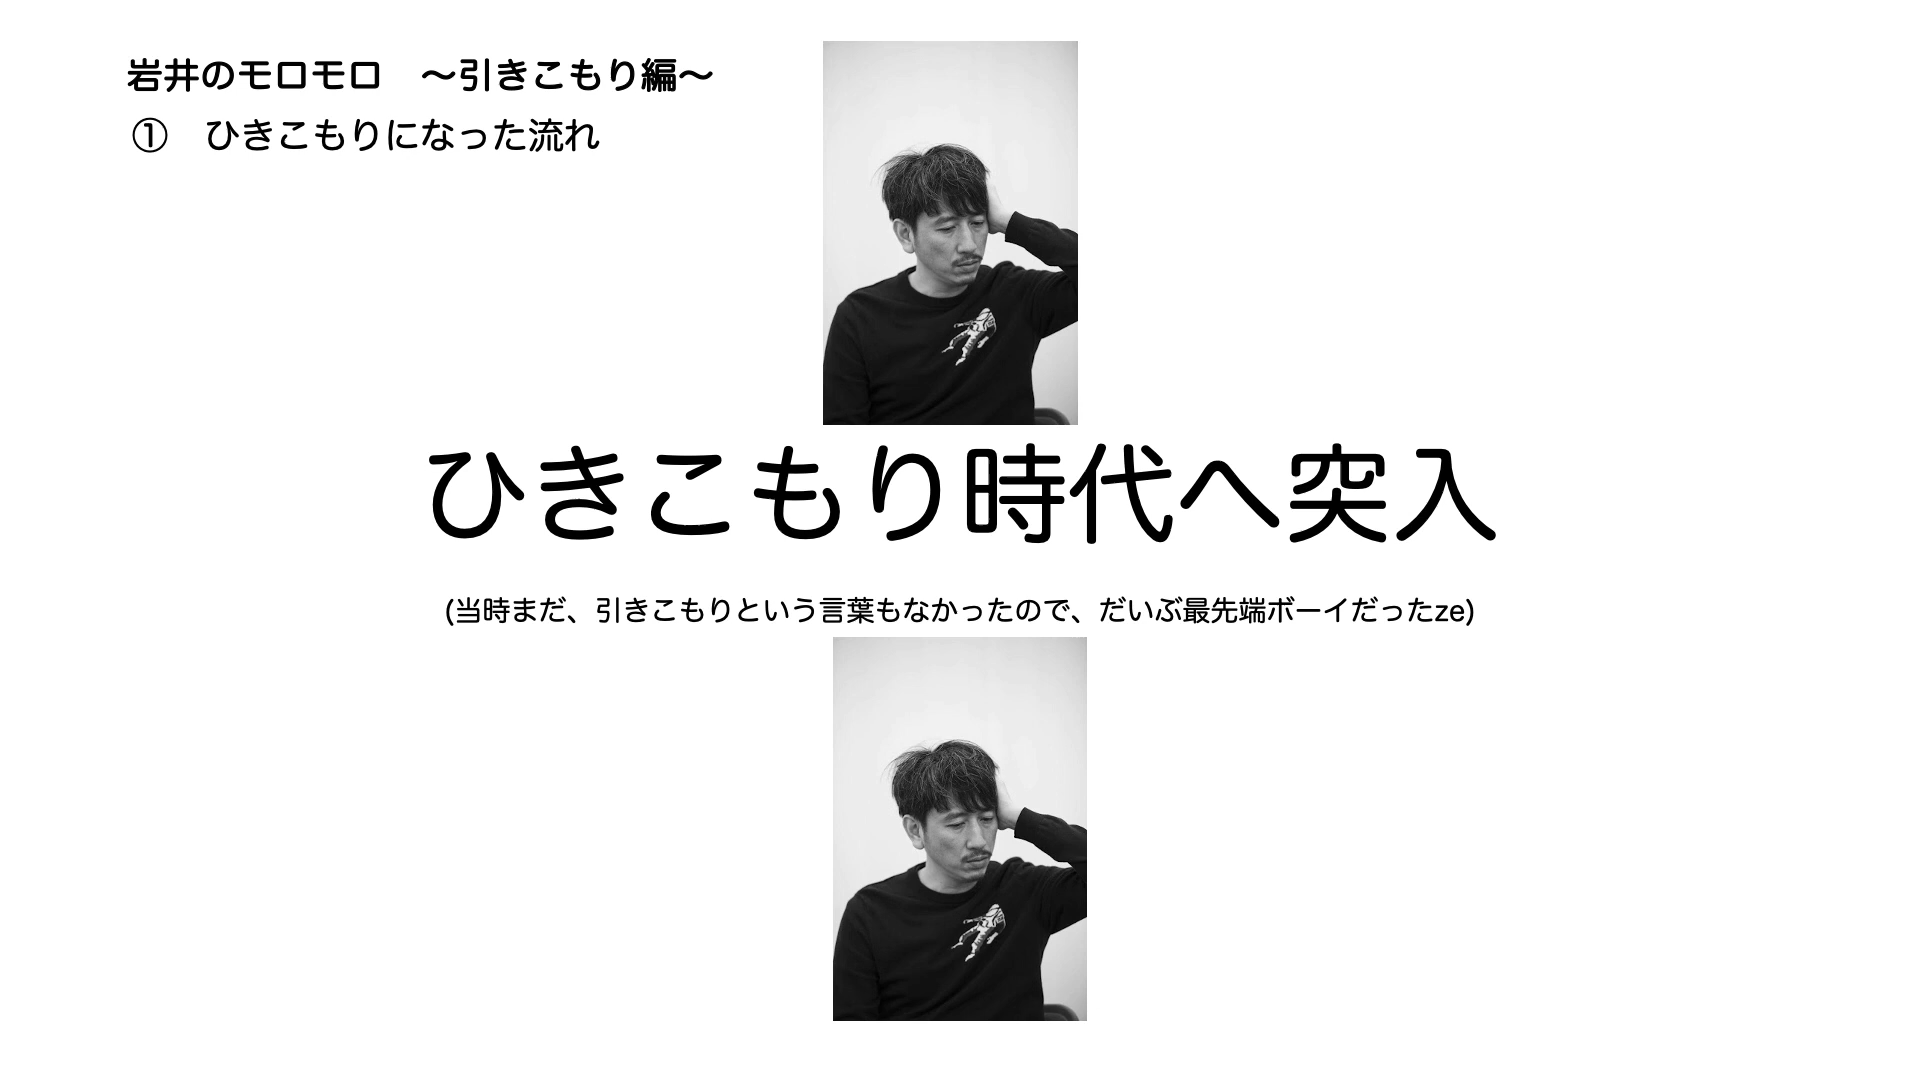 岩井のモロモロ　〜引きこもり編〜
①　ひきこもりになった流れ
ひきこもり時代へ突入
(当時まだ、引きこもりという言葉もなかったので、だいぶ最先端ボーイだったze)